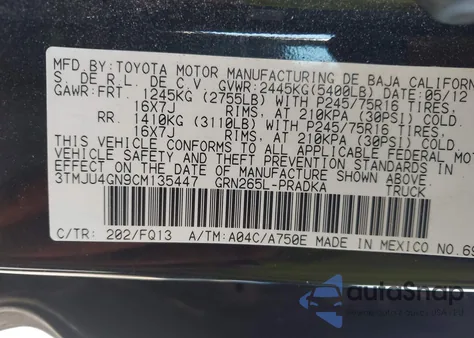 MFD.BY:TOYOTA MOTOR MANUFACTURING DE BAJA CALIFORN
S. DE R.L. DE C.V. GVWR:2445KG(5400LB) DATE:05/12
GAWR:FRT. 1245KG (2755LB) WITH P245/75R16 TIRES,
16X7J RIMS, AT 210KPA (30PSI) COLD
RR. 1410KG (3110LB) WITH P245/75R16 TIRES,
16X7J RIMS, AT 210KPA (30PSI) COLD
THIS VEHICLE CONFORMS TO ALL APPLICABLE FEDERAL MOT
VEHICLE SAFETY AND THEFT PREVENTION STANDARDS IN
EFFECT ON THE DATE OF MANUFACTURE SHOWN ABOVE.
3TMJU4GN9CM135447 GRN265L-PRADKA TRUCK
C/TR: 202/FQ13 A/TM:A04C/A750E MADE IN MEXICO NO.69
autoSnap